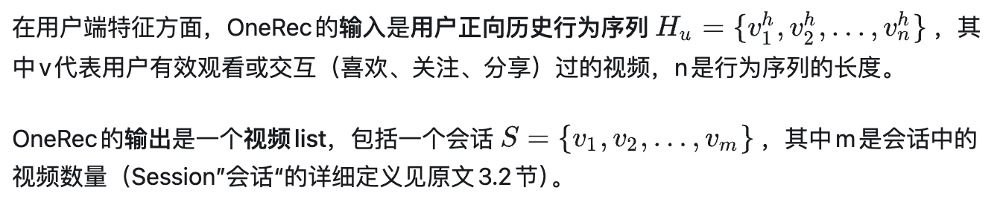 在用户端特征方面，OneRec的输入是用户正向历史行为序列 $H_u = \{v_1^h, v_2^h, \ldots, v_n^h\}$ ，其
中v代表用户有效观看或交互（喜欢、关注、分享）过的视频，n是行为序列的长度。
OneRec的输出是一个视频list，包括一个会话 $S = \{v_1, v_2, \ldots, v_m\}$ ，其中m是会话中的
视频数量（Session”会话“的详细定义见原文3.2节）。